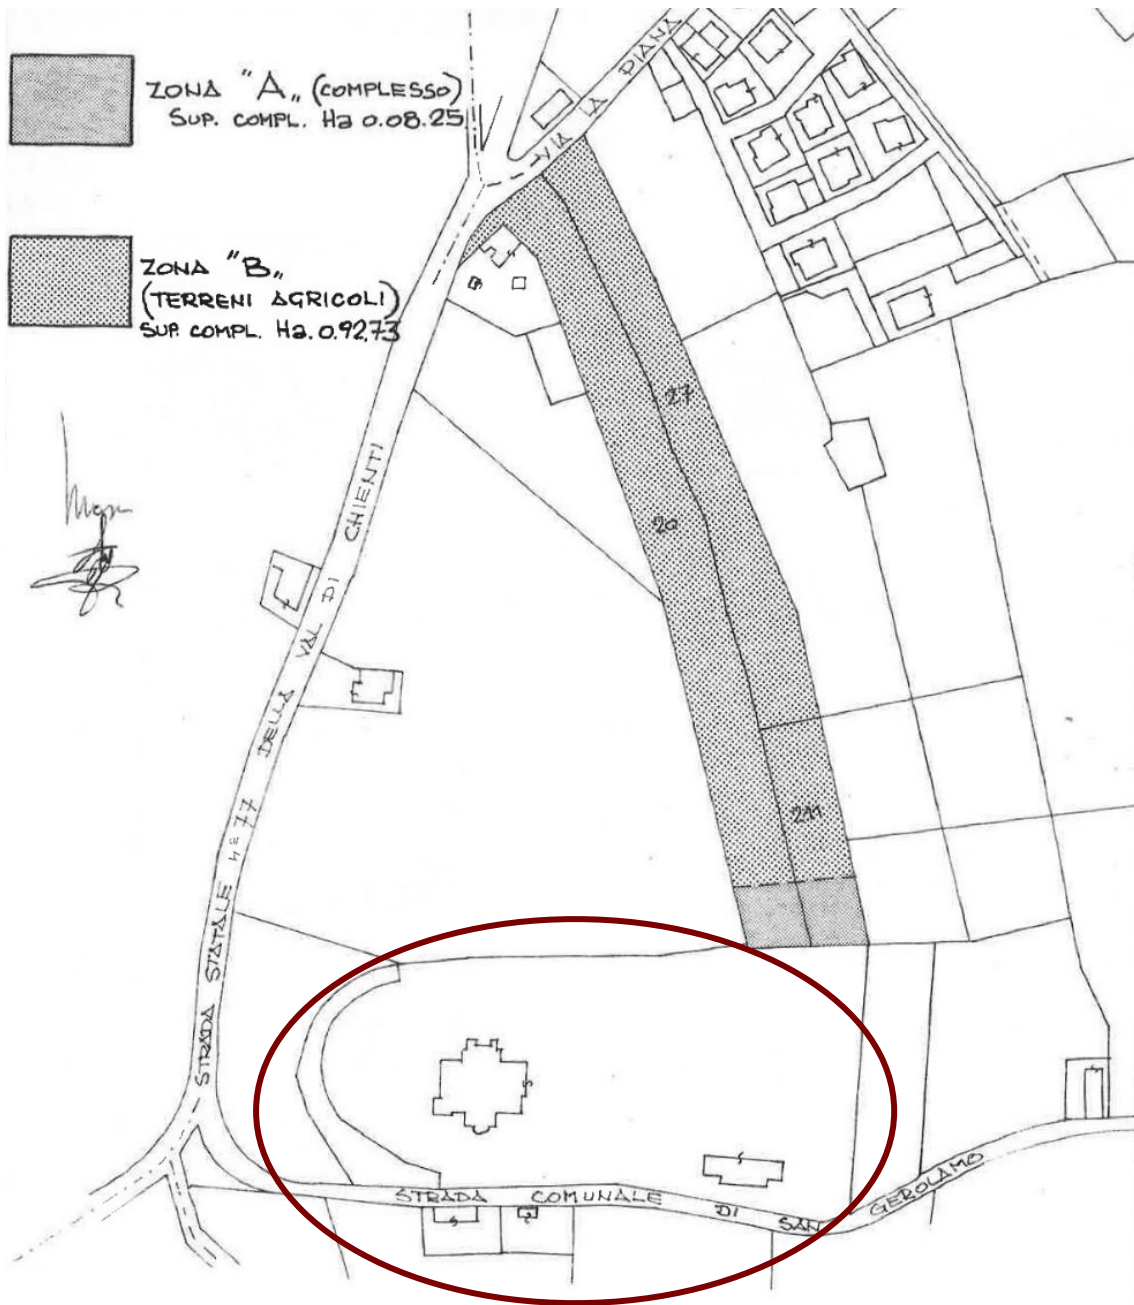 ZONA "A„ (COMPLESSO)
SUP. COMPL. Ha 0.08.25
ZONA "B„
(TERRENI AGRICOLI)
SUP. COMPL. Ha. 0.92,73
VIA LA PIANA
27
20
211
STRADA STATALE N° 77 DELLA VAL DI CHIENTI
STRADA COMUNALE DI SAN GEROLAMO